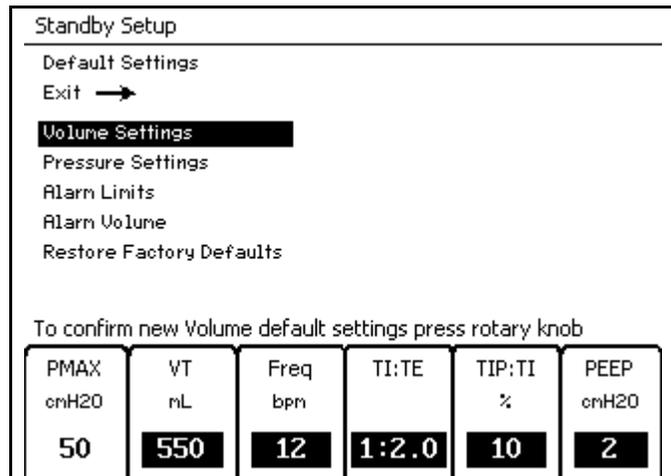 Standby Setup
Default Settings
Exit
Volume Settings
Pressure Settings
Alarm Limits
Alarm Volume
Restore Factory Defaults
To confirm new Volume default settings press rotary knob
PMAX VT Freq TI:TE TIP:TI PEEP
cmH2O mL bpm % cmH2O
50 550 12 1:2.0 10 2